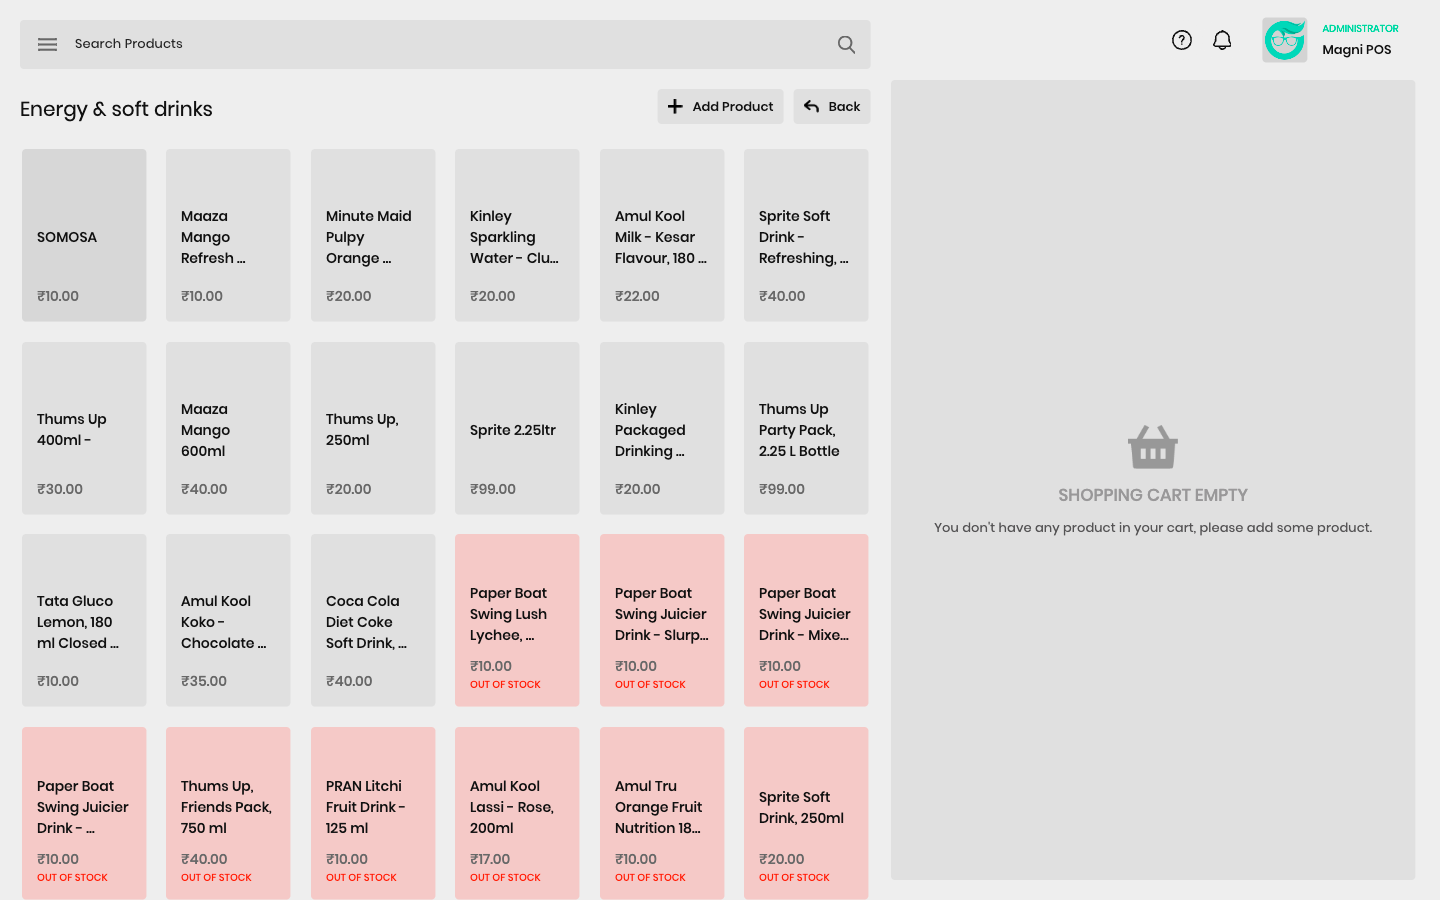 Search Products
ADMINISTRATOR
Magni POS
Energy & soft drinks
Add Product
Back
SOMOSA
₹10.00
Maaza
Mango
Refresh ...
₹10.00
Minute Maid
Pulpy
Orange ...
₹20.00
Kinley
Sparkling
Water - Clu...
₹20.00
Amul Kool
Milk - Kesar
Flavour, 180 ...
₹22.00
Sprite Soft
Drink -
Refreshing, ...
₹40.00
Thums Up
400ml -
₹30.00
Maaza
Mango
600ml
₹40.00
Thums Up,
250ml
₹20.00
Sprite 2.25ltr
₹99.00
Kinley
Packaged
Drinking ...
₹20.00
Thums Up
Party Pack,
2.25 L Bottle
₹99.00
Tata Gluco
Lemon, 180
ml Closed ...
₹10.00
Amul Kool
Koko -
Chocolate ...
₹35.00
Coca Cola
Diet Coke
Soft Drink, ...
₹40.00
Paper Boat
Swing Lush
Lychee, ...
₹10.00
OUT OF STOCK
Paper Boat
Swing Juicier
Drink - Slurp...
₹10.00
OUT OF STOCK
Paper Boat
Swing Juicier
Drink - Mixe...
₹10.00
OUT OF STOCK
Paper Boat
Swing Juicier
Drink - ...
₹10.00
OUT OF STOCK
Thums Up,
Friends Pack,
750 ml
₹40.00
OUT OF STOCK
PRAN Litchi
Fruit Drink -
125 ml
₹10.00
OUT OF STOCK
Amul Kool
Lassi - Rose,
200ml
₹17.00
OUT OF STOCK
Amul Tru
Orange Fruit
Nutrition 18...
₹10.00
OUT OF STOCK
Sprite Soft
Drink, 250ml
₹20.00
OUT OF STOCK
SHOPPING CART EMPTY
You don't have any product in your cart, please add some product.